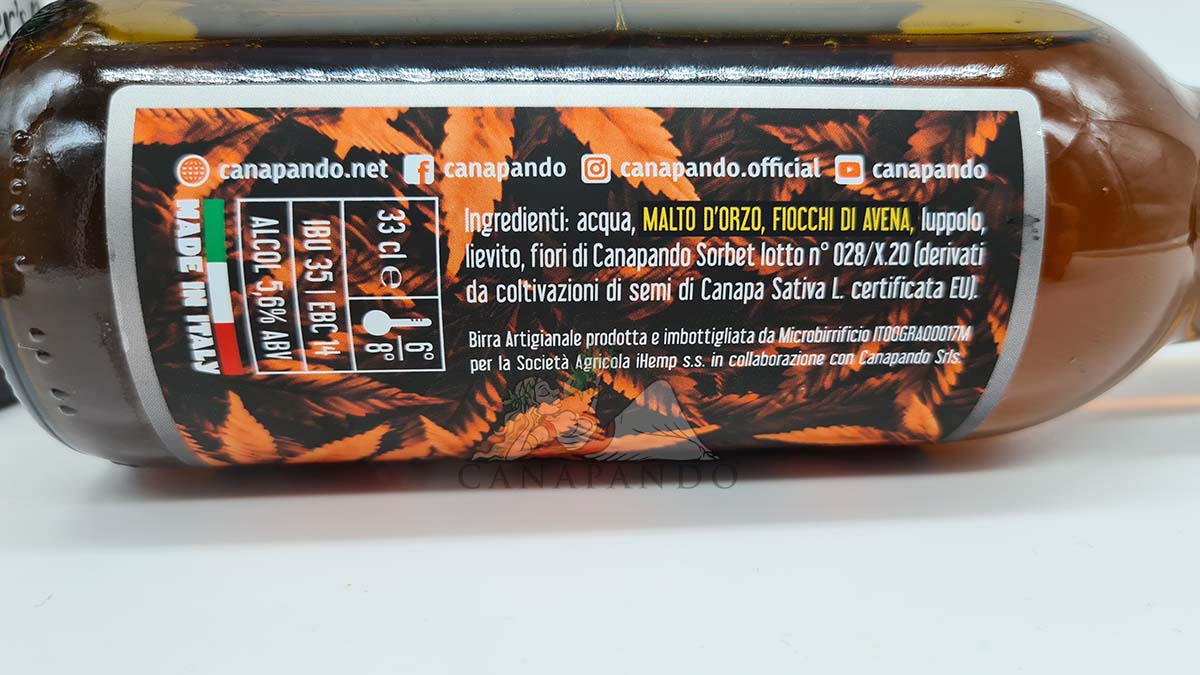 canapando.net canapando canapando.official canapando
MADE IN ITALY
33 cl e
6°
8°
IBU 35 | EBC 14
ALCOL 5,6% ABV
Ingredienti: acqua, MALTO D'ORZO, FIOCCHI DI AVENA, luppolo,
lievito, fiori di Canapando Sorbet lotto n° 028/X.20 (derivati
da coltivazioni di semi di Canapa Sativa L. certificata EU).
Birra Artigianale prodotta e imbottigliata da Microbirrificio IT00GRA00017M
per la Società Agricola iHemp s.s. in collaborazione con Canapando Srls.
CANAPANDO